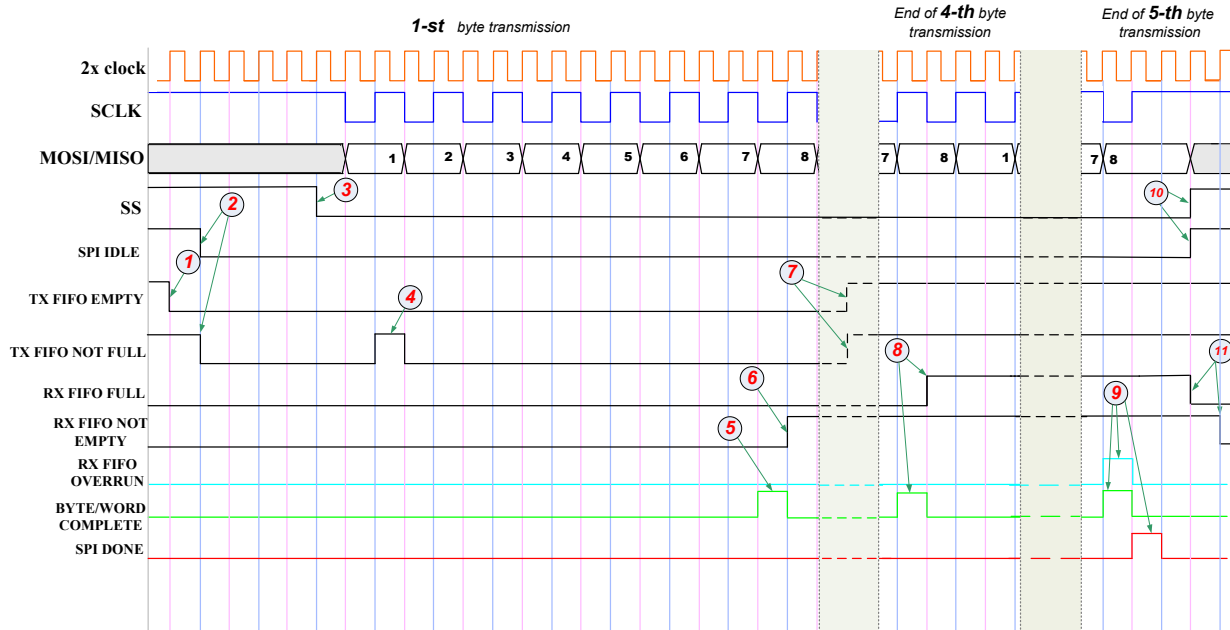 1-st byte transmission
End of 4-th byte
transmission
End of 5-th byte
transmission
2x clock
SCLK
MOSI/MISO
1 2 3 4 5 6 7 8 7 8 1 7 8
SS
3
2
10
SPI IDLE
1
TX FIFO EMPTY
4
7
TX FIFO NOT FULL
8
11
RX FIFO FULL
6
9
RX FIFO NOT
EMPTY
5
RX FIFO
OVERRUN
BYTE/WORD
COMPLETE
SPI DONE